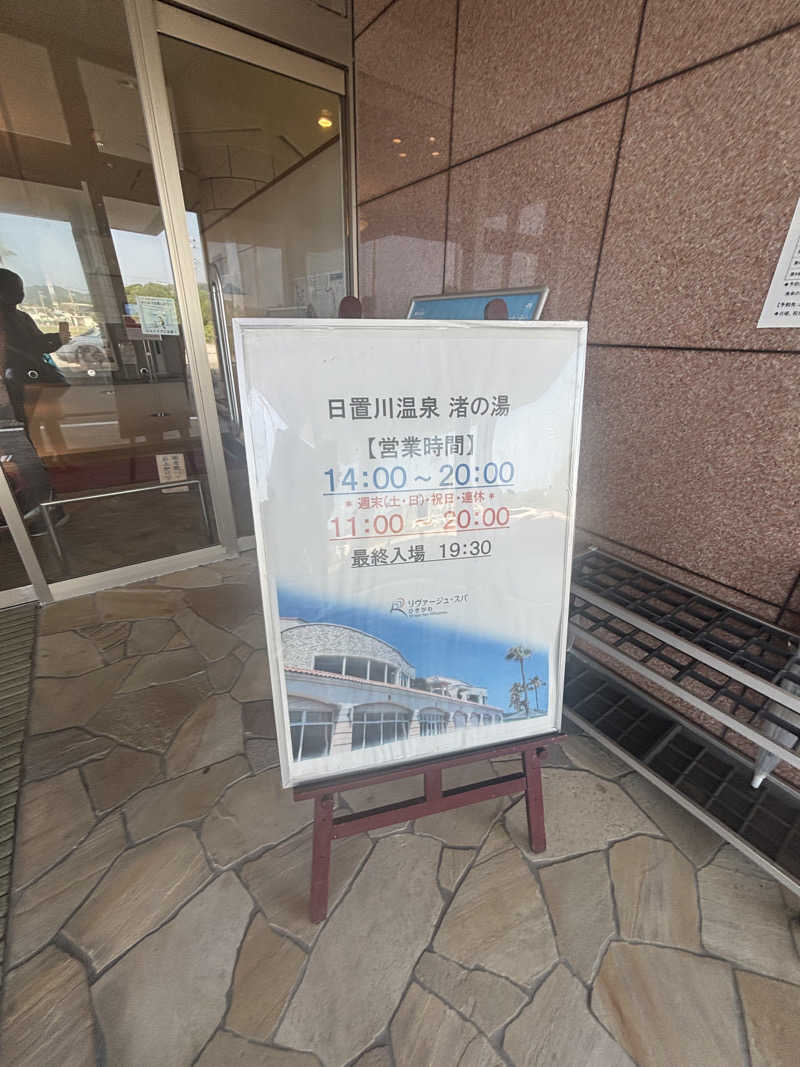 日置川温泉 渚の湯
【営業時間】
14:00～20:00
＊週末(土・日)・祝日・連休＊
11:00 ～ 20:00
最終入場 19:30
リヴァージュ・スパ
ひきがわ